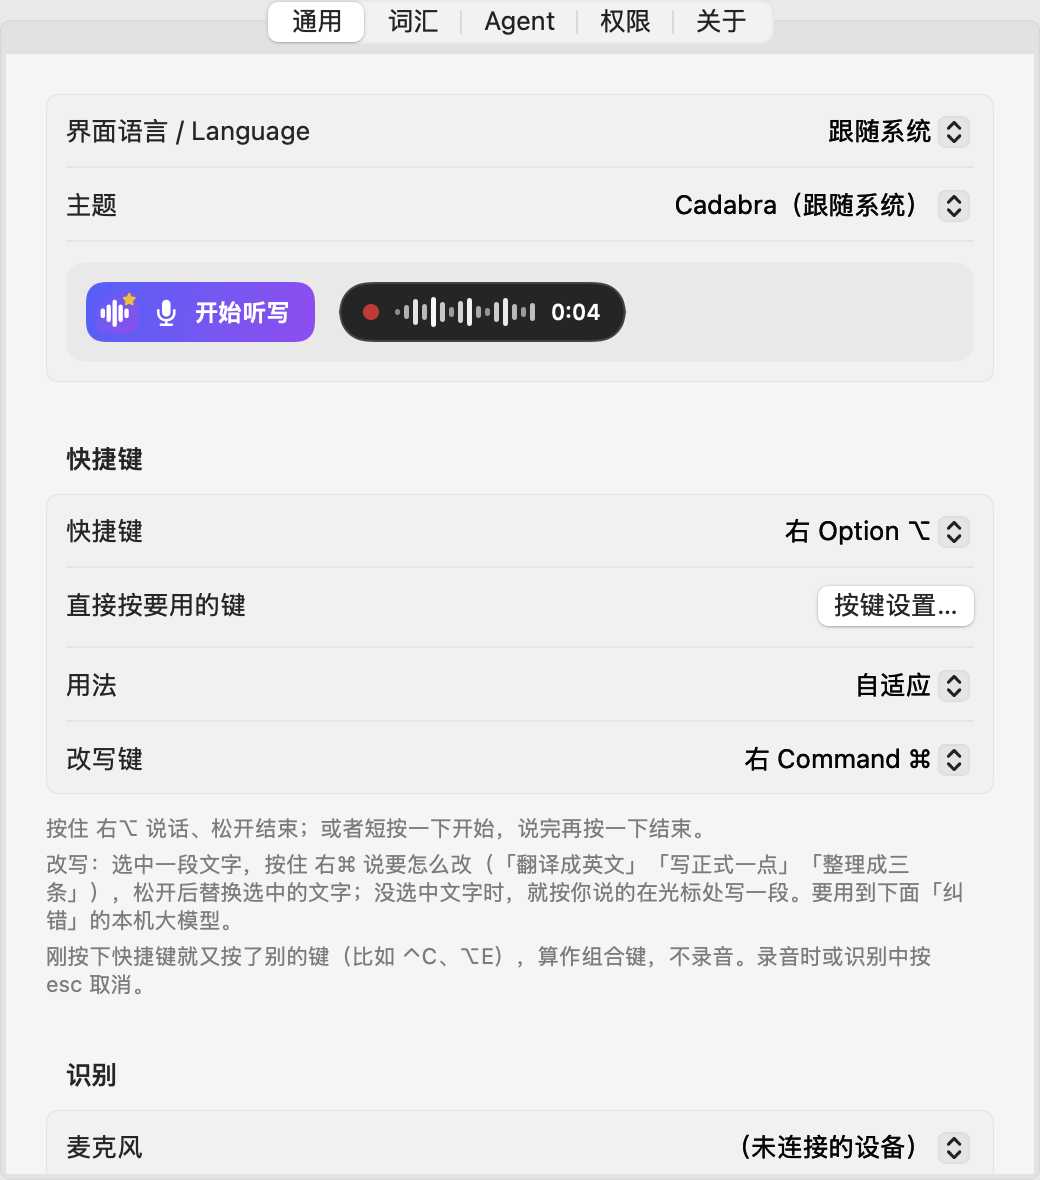 通用
词汇
Agent
权限
关于
界面语言 / Language
跟随系统
主题
Cadabra（跟随系统）
开始听写
0:04
快捷键
快捷键
右 Option ⌥
直接按要用的键
按键设置...
用法
自适应
改写键
右 Command ⌘
按住 右⌥ 说话、松开结束；或者短按一下开始，说完再按一下结束。
改写：选中一段文字，按住 右⌘ 说要怎么改（「翻译成英文」「写正式一点」「整理成三
条」），松开后替换选中的文字；没选中文字时，就按你说的在光标处写一段。要用到下面「纠
错」的本机大模型。
刚按下快捷键就又按了别的键（比如 ^C、⌥E），算作组合键，不录音。录音时或识别中按
esc 取消。
识别
麦克风
（未连接的设备）